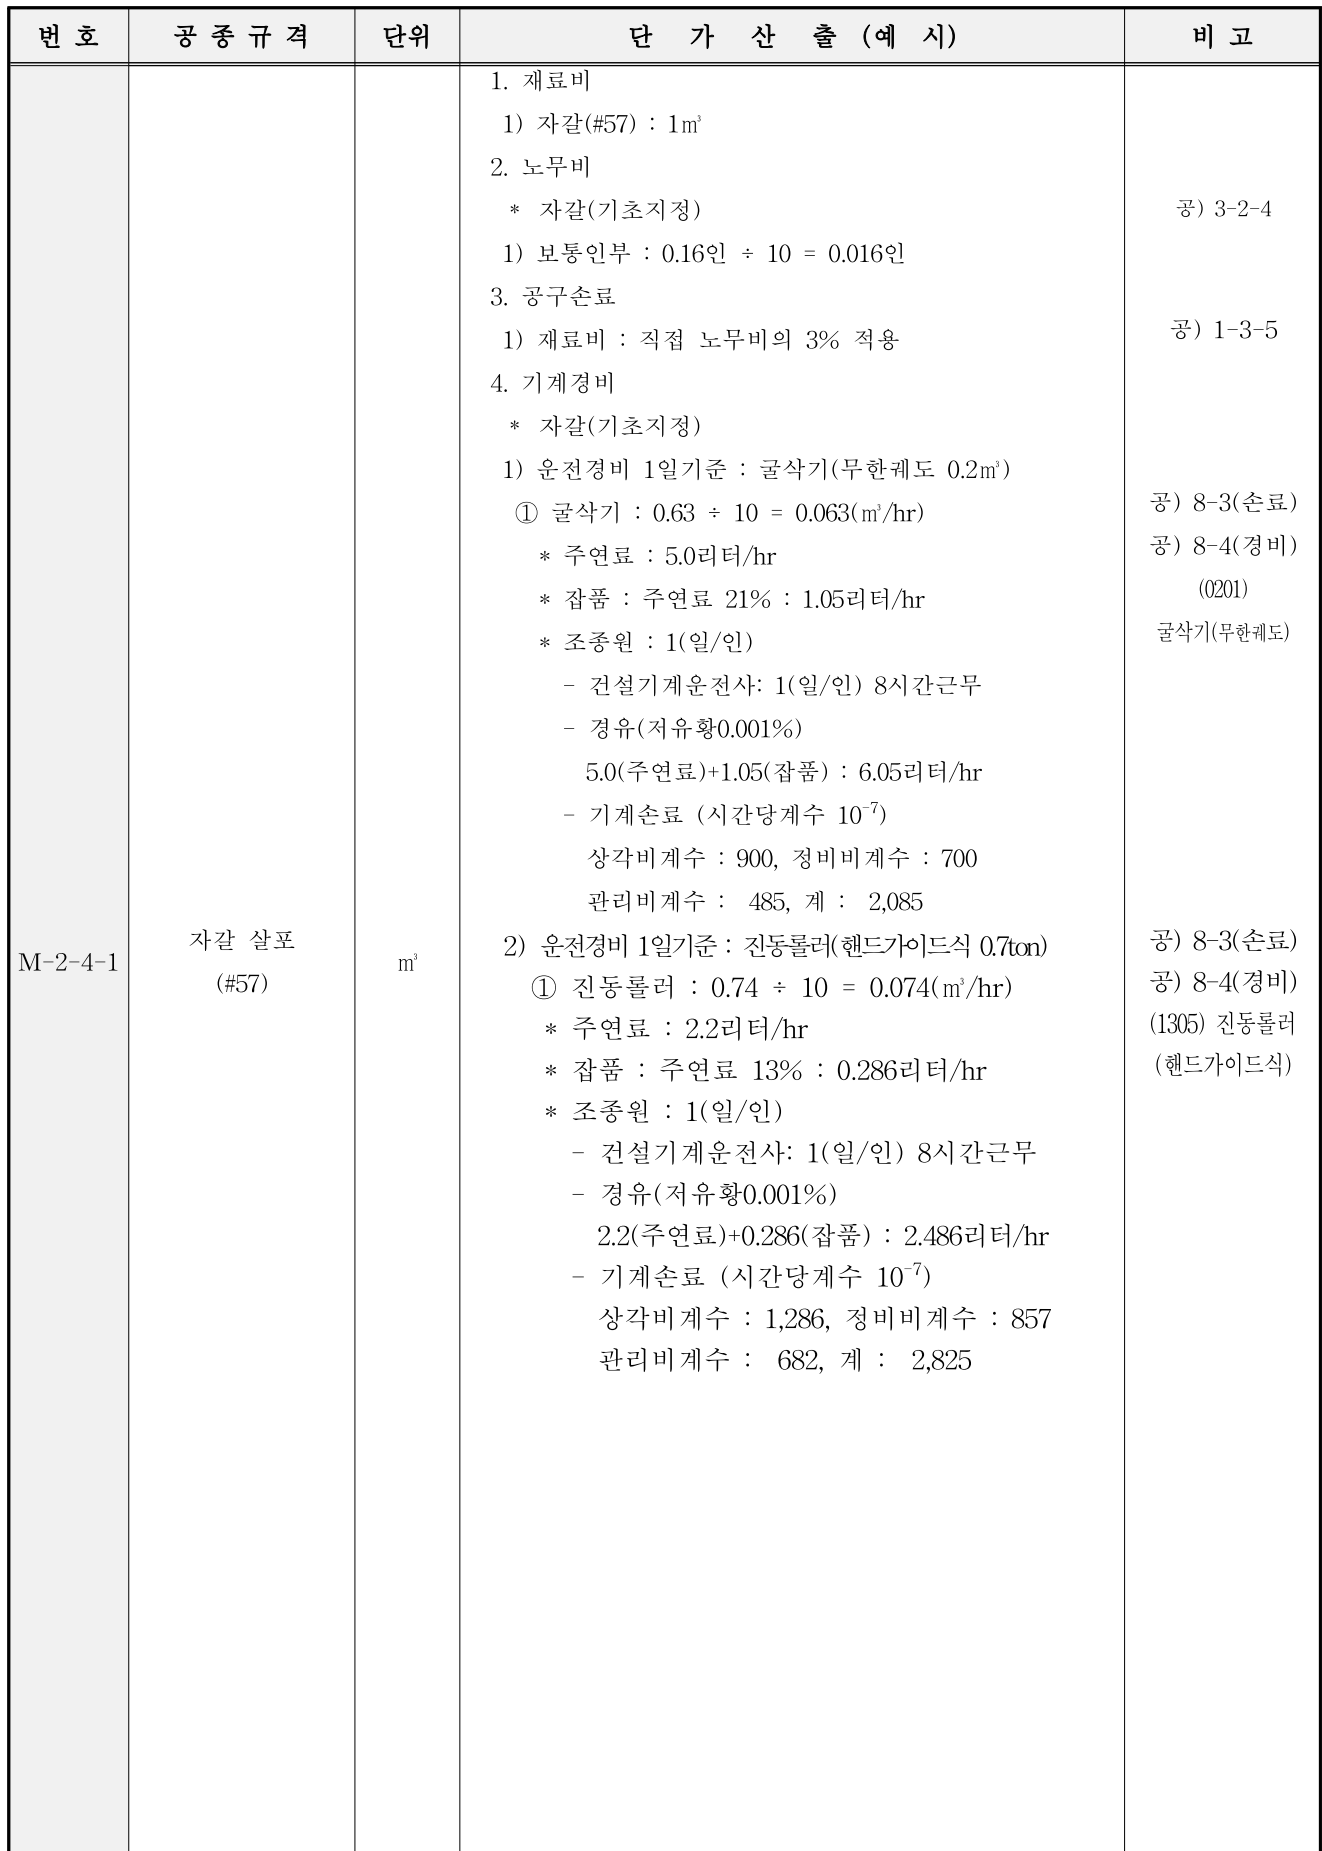 번 호 공 종 규 격 단위 단 가 산 출 (예 시) 비 고
M-2-4-1
자갈 살포
(#57)
㎥
1. 재료비
1) 자갈(#57) : 1㎥
2. 노무비
* 자갈(기초지정)
1) 보통인부 : 0.16인 ÷ 10 = 0.016인
3. 공구손료
1) 재료비 : 직접 노무비의 3% 적용
4. 기계경비
* 자갈(기초지정)
1) 운전경비 1일기준 : 굴삭기(무한궤도 0.2㎥)
① 굴삭기 : 0.63 ÷ 10 = 0.063(㎥/hr)
* 주연료 : 5.0리터/hr
* 잡품 : 주연료 21% : 1.05리터/hr
* 조종원 : 1(일/인)
- 건설기계운전사: 1(일/인) 8시간근무
- 경유(저유황0.001%)
5.0(주연료)+1.05(잡품) : 6.05리터/hr
- 기계손료 (시간당계수 10⁻⁷)
상각비계수 : 900, 정비비계수 : 700
관리비계수 : 485, 계 : 2,085
2) 운전경비 1일기준 : 진동롤러(핸드가이드식 0.7ton)
① 진동롤러 : 0.74 ÷ 10 = 0.074(㎥/hr)
* 주연료 : 2.2리터/hr
* 잡품 : 주연료 13% : 0.286리터/hr
* 조종원 : 1(일/인)
- 건설기계운전사: 1(일/인) 8시간근무
- 경유(저유황0.001%)
2.2(주연료)+0.286(잡품) : 2.486리터/hr
- 기계손료 (시간당계수 10⁻⁷)
상각비계수 : 1,286, 정비비계수 : 857
관리비계수 : 682, 계 : 2,825
공) 3-2-4
공) 1-3-5
공) 8-3(손료)
공) 8-4(경비)
(0201)
굴삭기(무한궤도)
공) 8-3(손료)
공) 8-4(경비)
(1305) 진동롤러
(핸드가이드식)